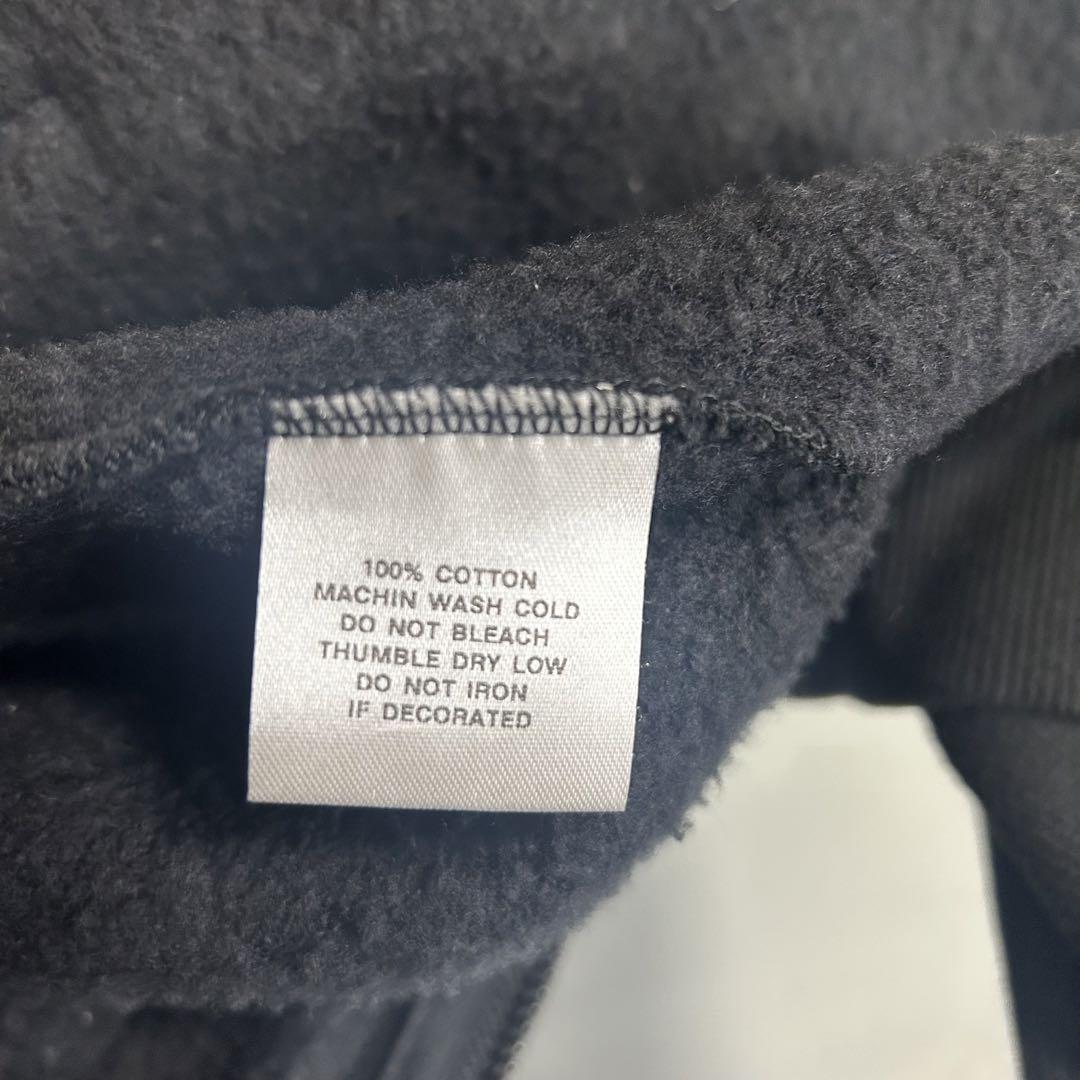 100% COTTON
MACHIN WASH COLD
DO NOT BLEACH
THUMBLE DRY LOW
DO NOT IRON
IF DECORATED